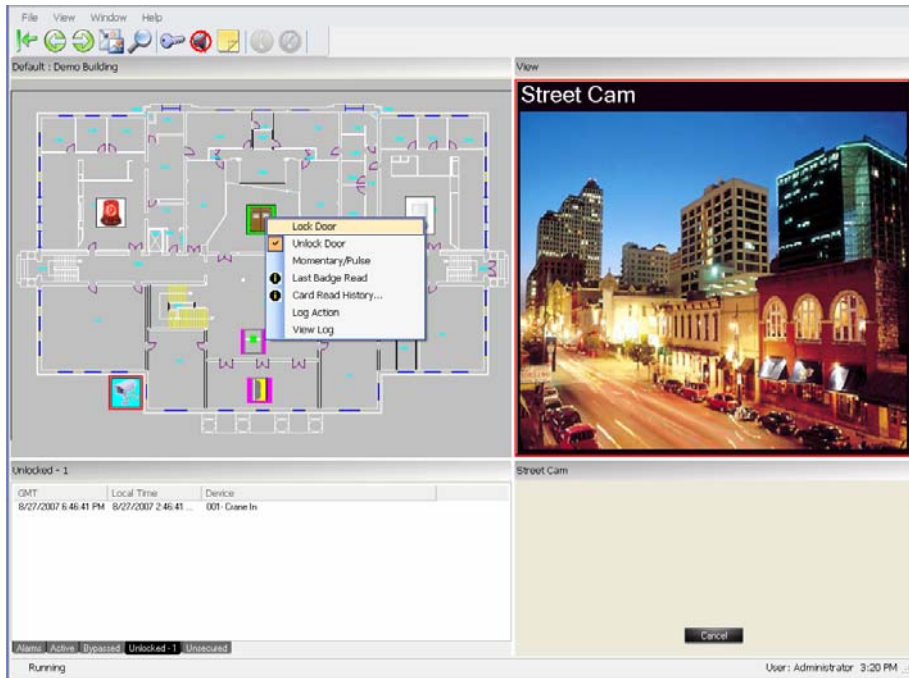 File View Window Help
Default : Demo Building
View
Street Cam
Lock Door
Unlock Door
Momentary/Pulse
Last Badge Read
Card Read History...
Log Action
View Log
Unlocked - 1
Street Cam
GMT Local Time Device
8/27/2007 6:46:41 PM 8/27/2007 2:46:41 ... 001- Crane In
Cancel
Alarms Active Bypassed Unlocked - 1 Unsecured
Running
User: Administrator 3:20 PM